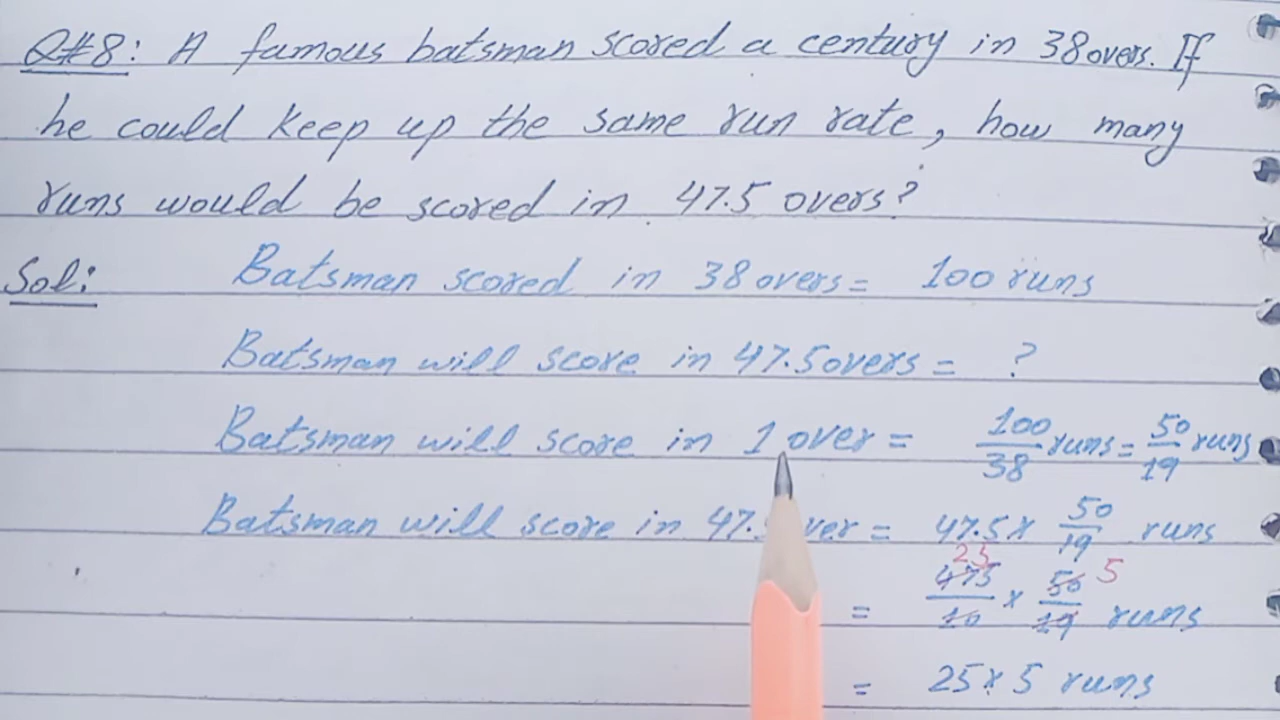 Q#8: A famous batsman scored a century in 38 overs. If
he could keep up the same run rate, how many
runs would be scored in 47.5 overs?
Sol: Batsman scored in 38 overs = 100 runs
Batsman will score in 47.5 overs = ?
Batsman will score in 1 over = 100/38 runs = 50/19 runs
Batsman will score in 47. ver = 47.5 × 50/19 runs
25 5
= 475/10 × 50/19 runs
= 25 × 5 runs